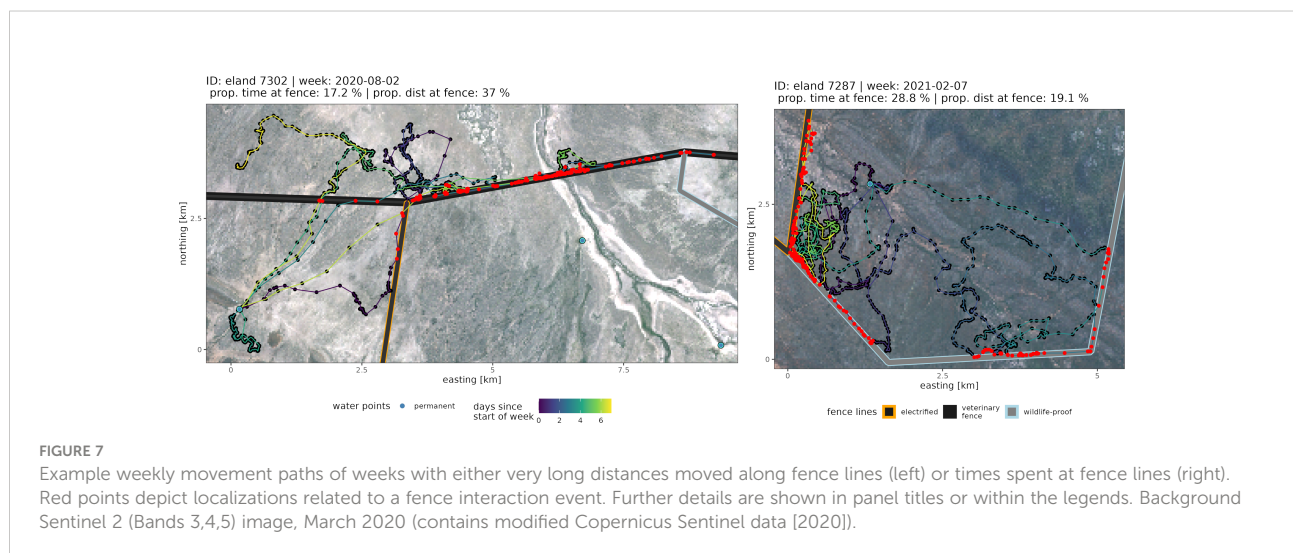 ID: eland 7302 | week: 2020-08-02
prop. time at fence: 17.2 % | prop. dist at fence: 37 %
ID: eland 7287 | week: 2021-02-07
prop. time at fence: 28.8 % | prop. dist at fence: 19.1 %
northing [km]
2.5
0
0
2.5
5
7.5
easting [km]
northing [km]
2.5
0
0
2.5
5
easting [km]
water points
permanent
days since
start of week
0 2 4 6
fence lines
electrified
veterinary
fence
wildlife-proof
FIGURE 7
Example weekly movement paths of weeks with either very long distances moved along fence lines (left) or times spent at fence lines (right).
Red points depict localizations related to a fence interaction event. Further details are shown in panel titles or within the legends. Background
Sentinel 2 (Bands 3,4,5) image, March 2020 (contains modified Copernicus Sentinel data [2020]).